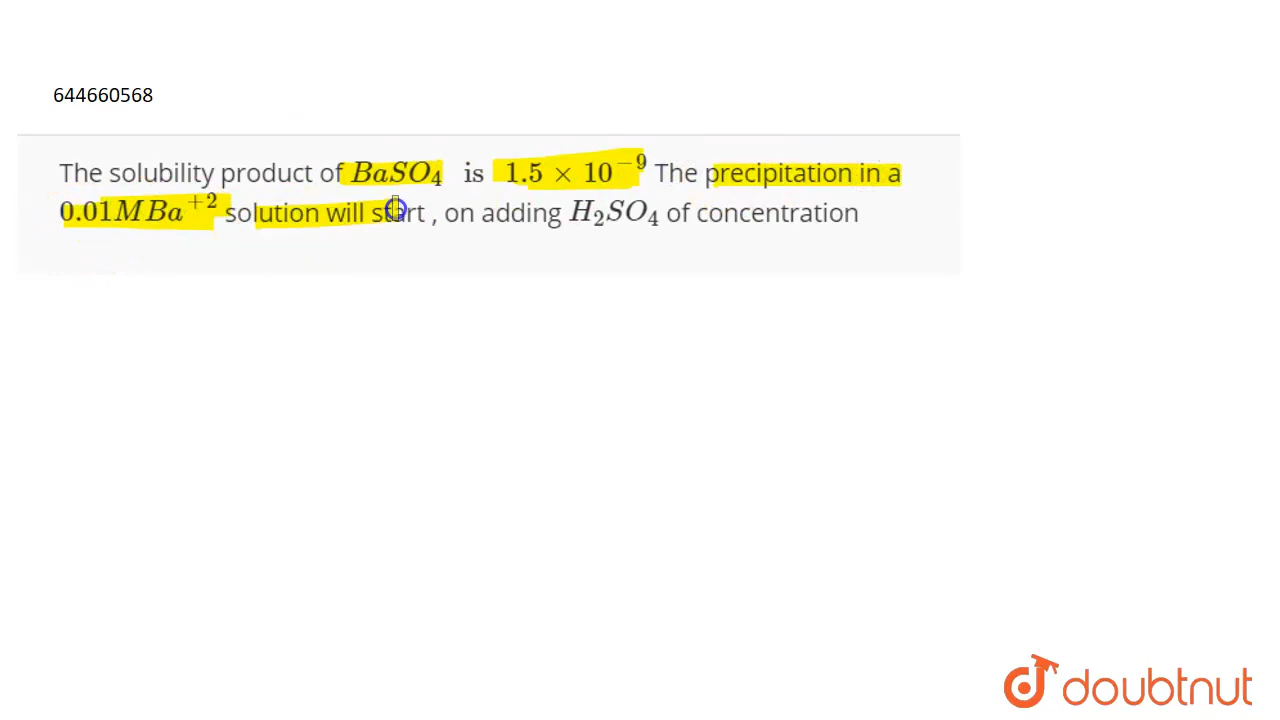 644660568
The solubility product of BaSO₄ is 1.5 × 10⁻⁹ The precipitation in a
0.01MBa⁺² solution will start , on adding H₂SO₄ of concentration
doubtnut